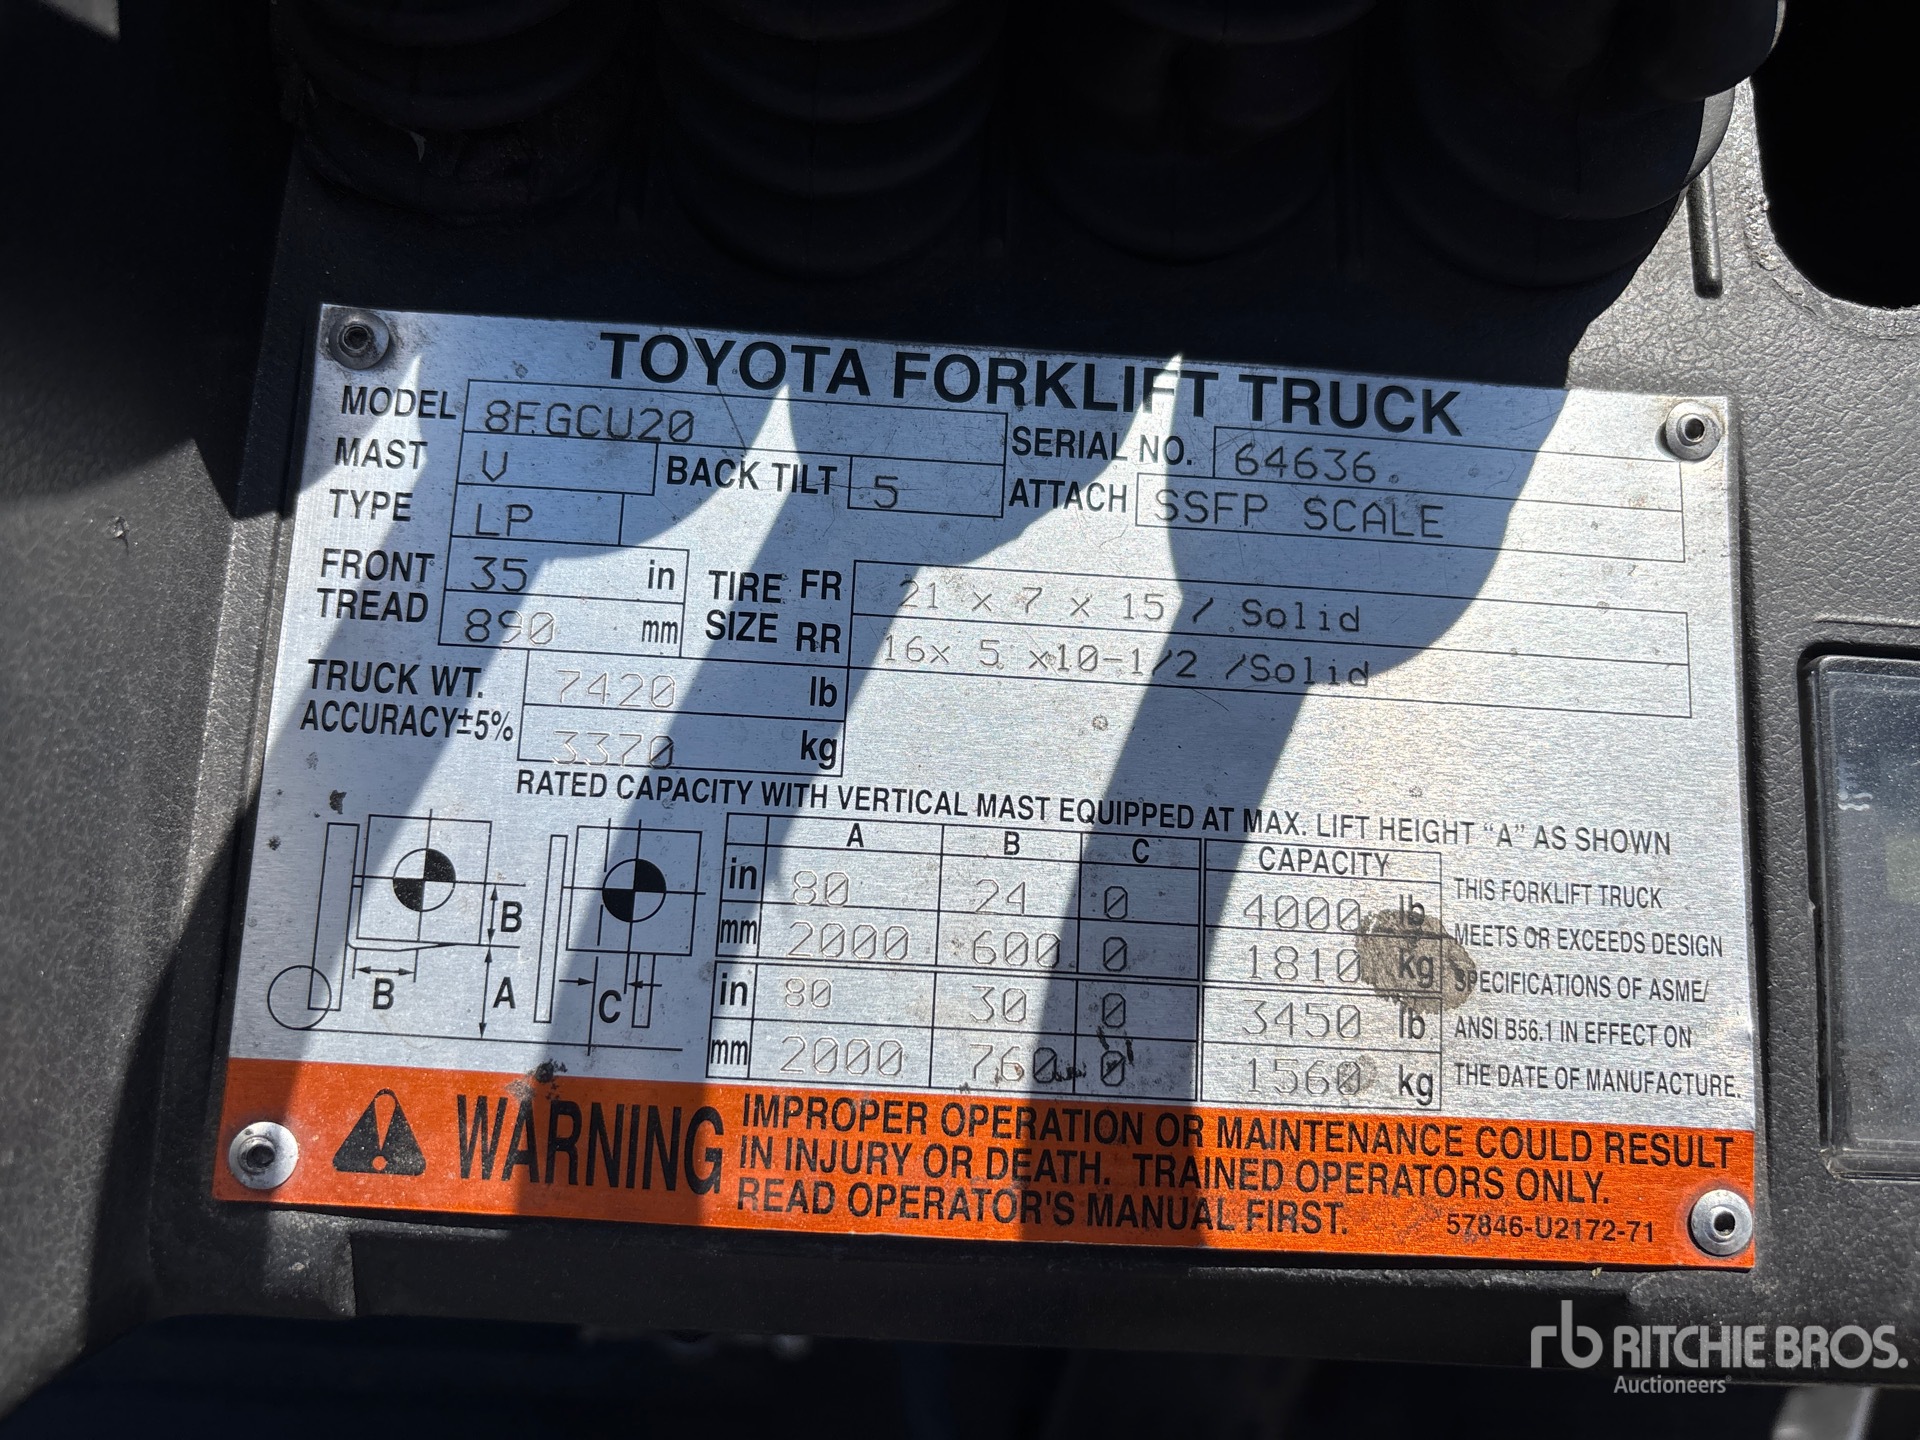 TOYOTA FORKLIFT TRUCK
MODEL 8FGCU20 SERIAL NO. 64636.
MAST V BACK TILT 5 ATTACH SSFP SCALE
TYPE LP
FRONT TREAD 35 in TIRE SIZE FR 21 x 7 x 15 / Solid
890 mm RR 16x 5 x10-1/2 /Solid
TRUCK WT. 7420 lb
ACCURACY±5% 3370 kg
RATED CAPACITY WITH VERTICAL MAST EQUIPPED AT MAX. LIFT HEIGHT "A" AS SHOWN
A B C CAPACITY
in 80 24 0 4000 lb
mm 2000 600 0 1810 kg
in 80 30 0 3450 lb
mm 2000 760 0 1560 kg
B
B A C
THIS FORKLIFT TRUCK
MEETS OR EXCEEDS DESIGN
SPECIFICATIONS OF ASME/
ANSI B56.1 IN EFFECT ON
THE DATE OF MANUFACTURE.
WARNING
IMPROPER OPERATION OR MAINTENANCE COULD RESULT
IN INJURY OR DEATH. TRAINED OPERATORS ONLY.
READ OPERATOR'S MANUAL FIRST. 57846-U2172-71
rb RITCHIE BROS.
Auctioneers